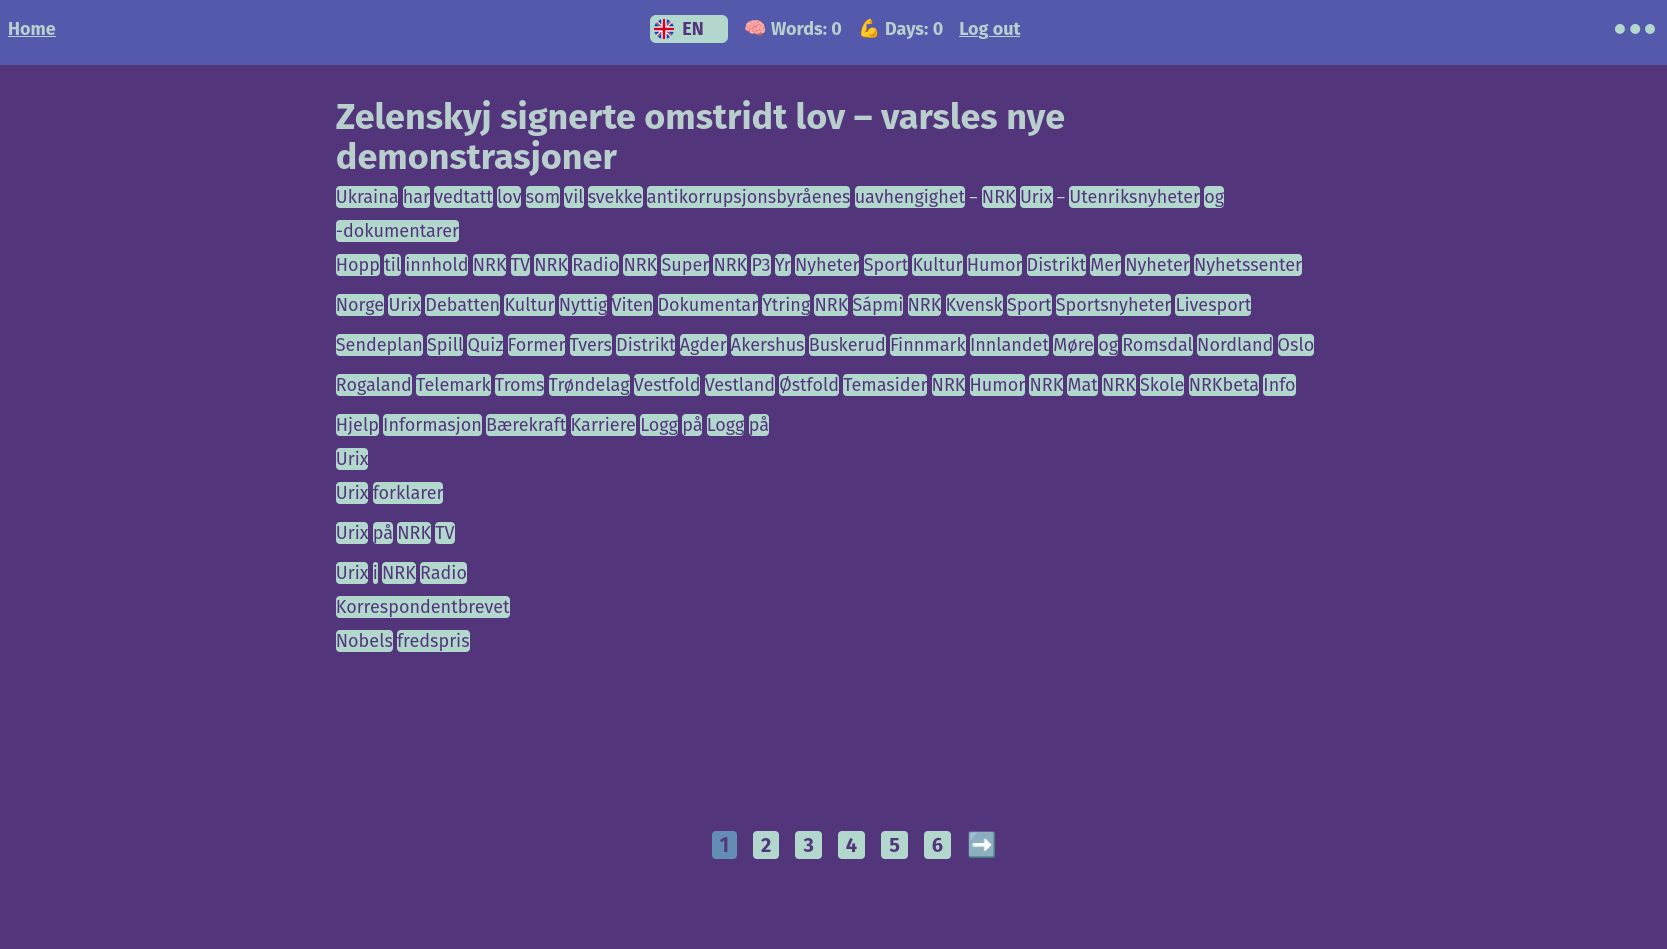 Home EN Words: 0 Days: 0 Log out
Zelenskyj signerte omstridt lov – varsles nye
demonstrasjoner
Ukraina har vedtatt lov som vil svekke antikorrupsjonsbyråenes uavhengighet – NRK Urix – Utenriksnyheter og
-dokumentarer
Hopp til innhold NRK TV NRK Radio NRK Super NRK P3 Yr Nyheter Sport Kultur Humor Distrikt Mer Nyheter Nyhetssenter
Norge Urix Debatten Kultur Nyttig Viten Dokumentar Ytring NRK Sápmi NRK Kvensk Sport Sportsnyheter Livesport
Sendeplan Spill Quiz Former Tvers Distrikt Agder Akershus Buskerud Finnmark Innlandet Møre og Romsdal Nordland Oslo
Rogaland Telemark Troms Trøndelag Vestfold Vestland Østfold Temasider NRK Humor NRK Mat NRK Skole NRKbeta Info
Hjelp Informasjon Bærekraft Karriere Logg på Logg på
Urix
Urix forklarer
Urix på NRK TV
Urix i NRK Radio
Korrespondentbrevet
Nobels fredspris
1 2 3 4 5 6